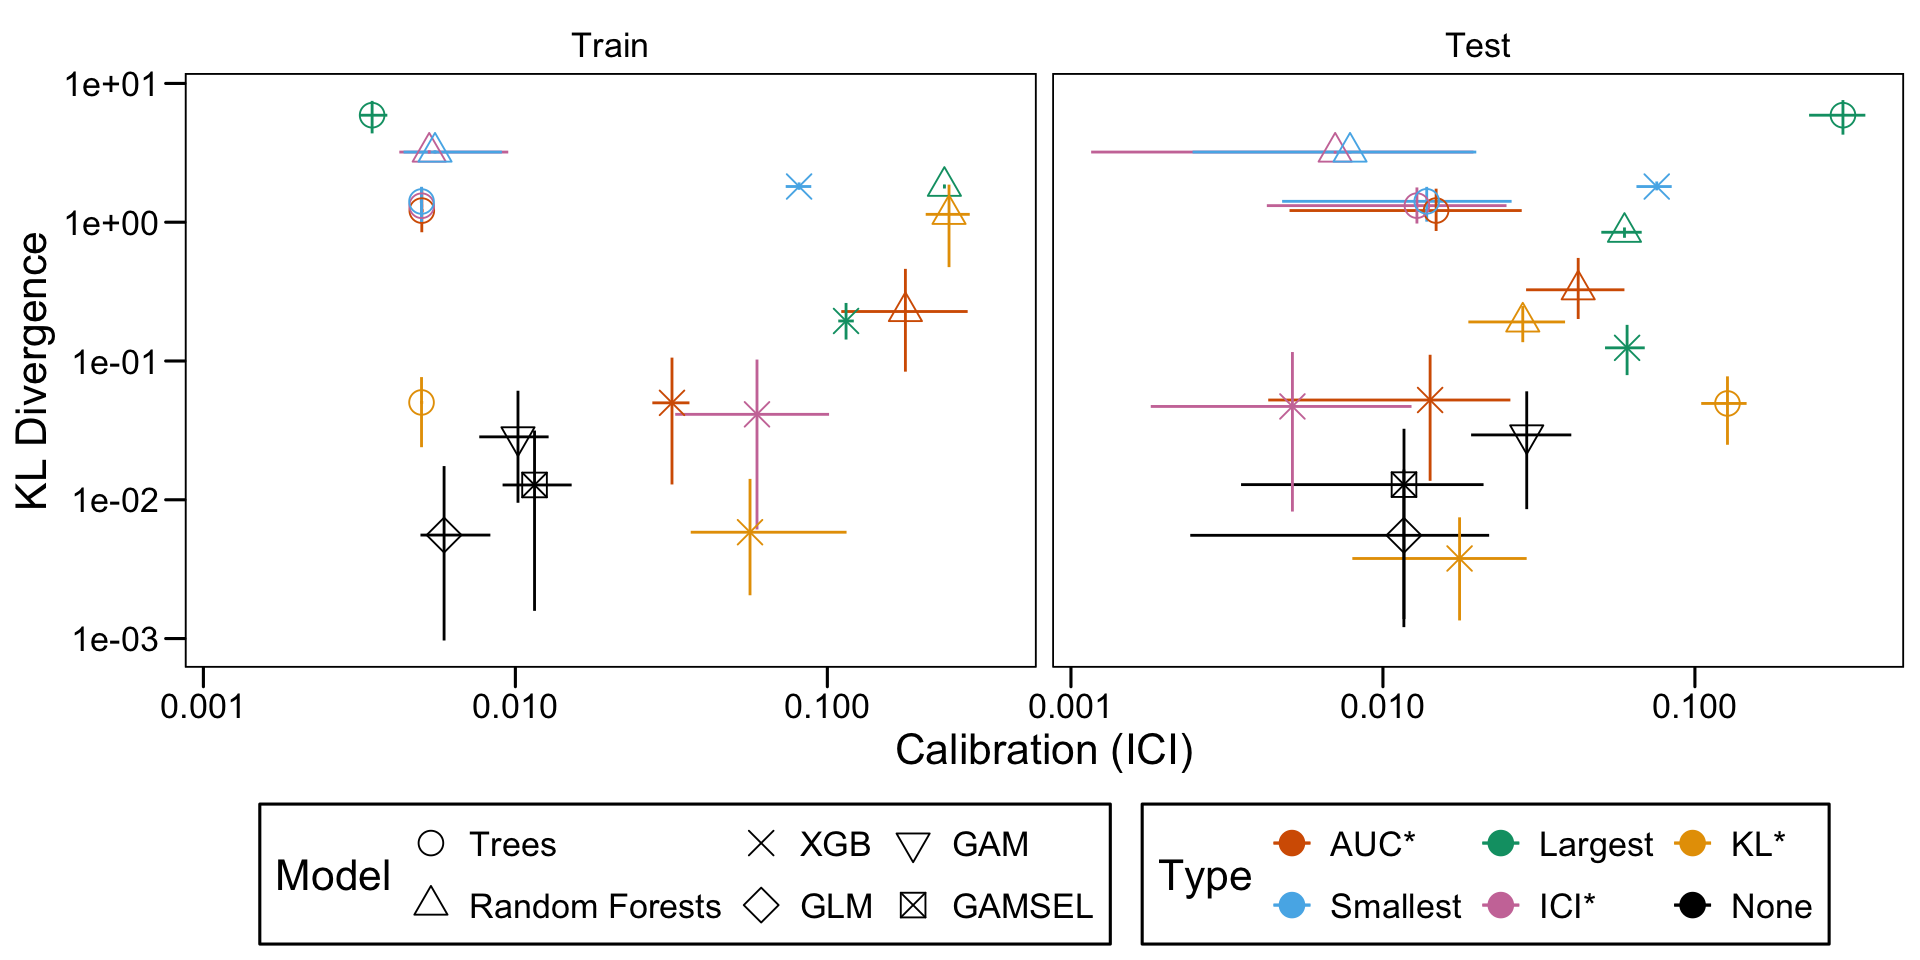 Train
Test
1e+01
1e+00
1e-01
1e-02
1e-03
KL Divergence
0.001 0.010 0.100 0.001 0.010 0.100
Calibration (ICI)
Model
Trees XGB GAM
Random Forests GLM GAMSEL
Type
AUC* Largest KL*
Smallest ICI* None